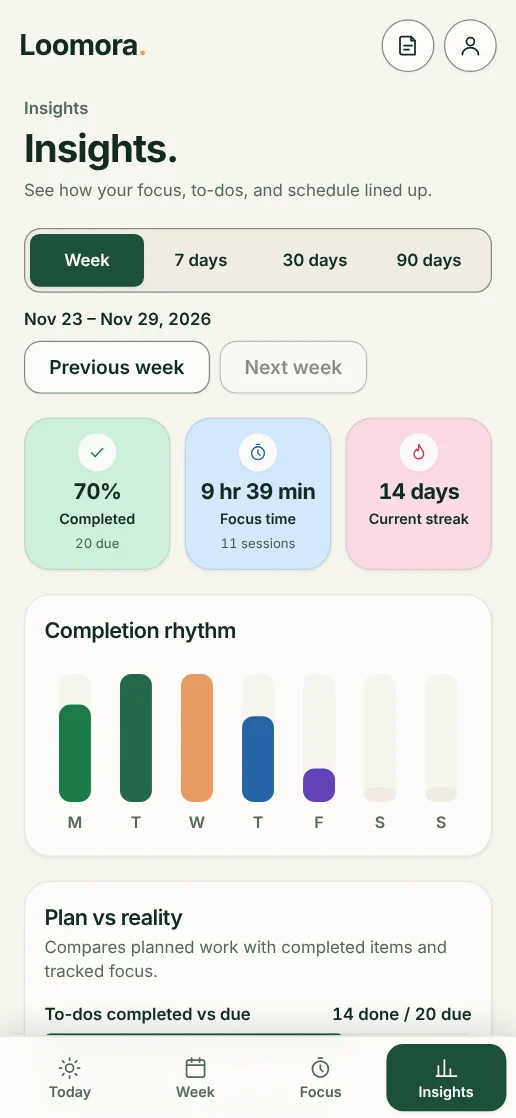 Loomora.
Insights
Insights.
See how your focus, to-dos, and schedule lined up.
Week 7 days 30 days 90 days
Nov 23 – Nov 29, 2026
Previous week Next week
70% 9 hr 39 min 14 days
Completed Focus time Current streak
20 due 11 sessions
Completion rhythm
M T W T F S S
Plan vs reality
Compares planned work with completed items and
tracked focus.
To-dos completed vs due 14 done / 20 due
Today Week Focus Insights